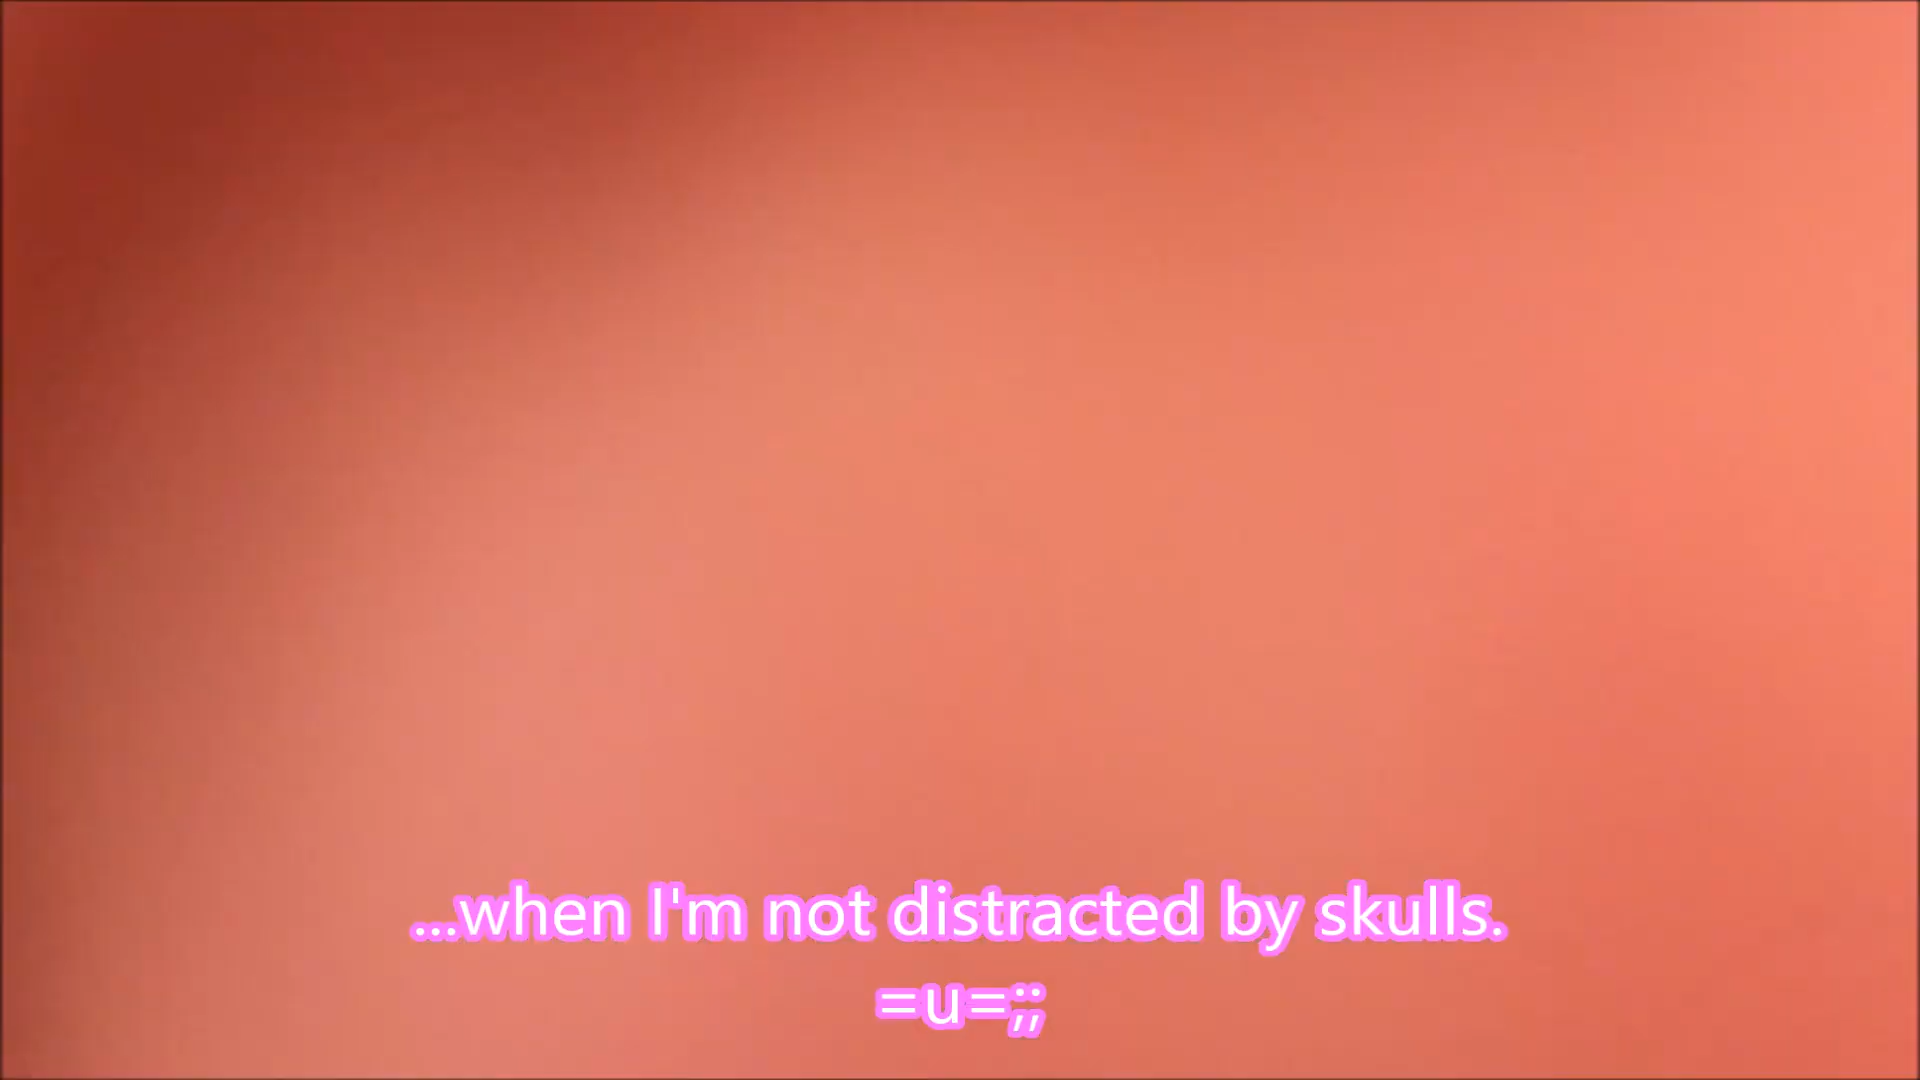 ...when I'm not distracted by skulls.
=u=;;